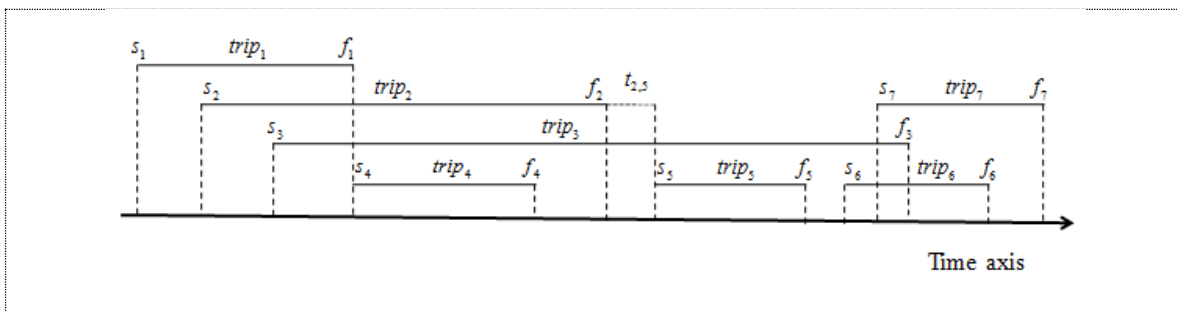 s₁ trip₁ f₁
s₂ trip₂ f₂ t₂,₅ s₇ trip₇ f₇
s₃ trip₃ f₃
s₄ trip₄ f₄ s₅ trip₅ f₅ s₆ trip₆ f₆
Time axis